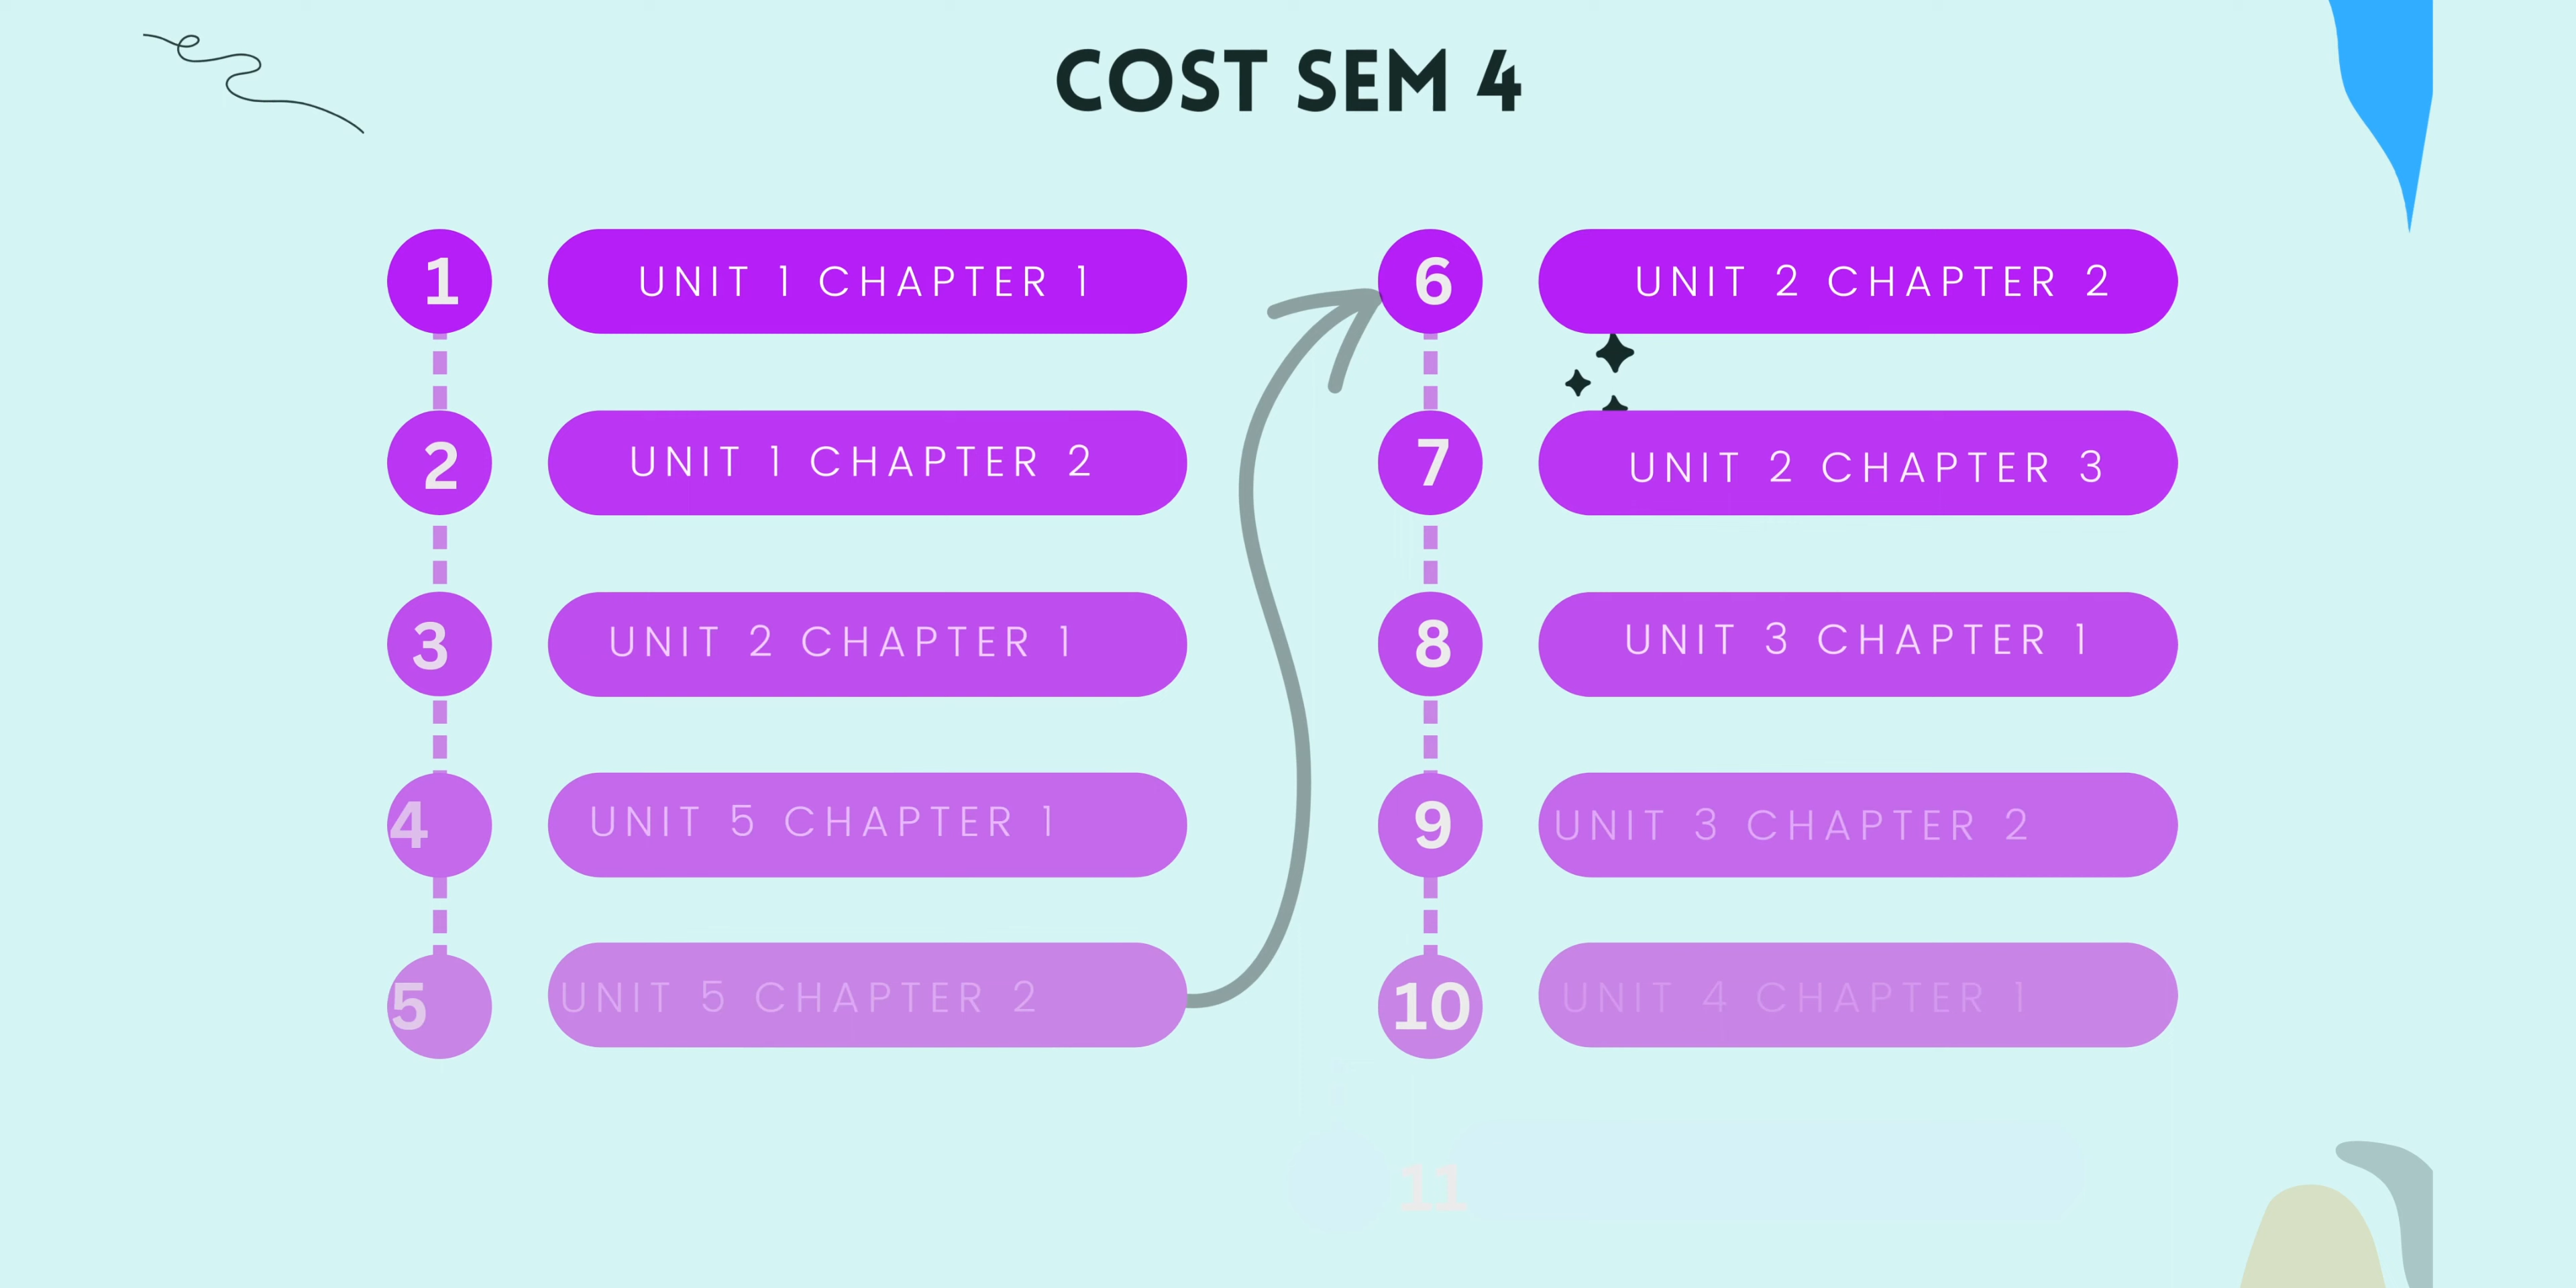 COST SEM 4
1 UNIT 1 CHAPTER 1
2 UNIT 1 CHAPTER 2
3 UNIT 2 CHAPTER 1
4 UNIT 5 CHAPTER 1
5 UNIT 5 CHAPTER 2
6 UNIT 2 CHAPTER 2
7 UNIT 2 CHAPTER 3
8 UNIT 3 CHAPTER 1
9 UNIT 3 CHAPTER 2
10 UNIT 4 CHAPTER 1
11